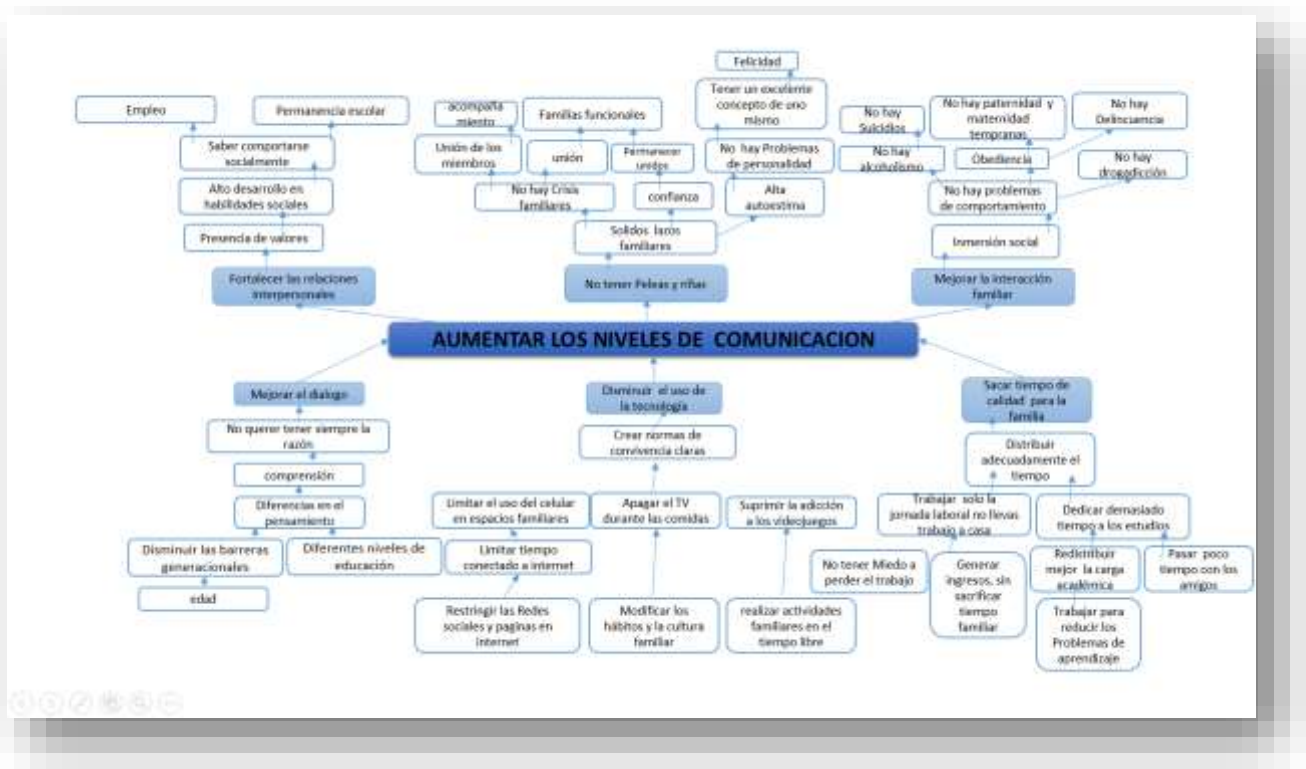 Felicidad
Tener un excelente
concepto de uno
mismo
Empleo
Permanencia escolar
acompaña
miento
Familias funcionales
No hay
Suicidios
No hay paternidad y
maternidad
tempranas
No hay
Delincuencia
Saber comportarse
socialmente
Unión de los
miembros
unión
Permanecer
unidos
No hay Problemas
de personalidad
No hay
alcoholismo
Obediencia
No hay
drogadicción
Alto desarrollo en
habilidades sociales
No hay Crisis
familiares
confianza
Alta
autoestima
No hay problemas
de comportamiento
Presencia de valores
Solidos lazos
familiares
Inmersión social
Fortalecer las relaciones
interpersonales
No tener Peleas y riñas
Mejorar la interacción
familiar
AUMENTAR LOS NIVELES DE COMUNICACION
Mejorar el dialogo
Disminuir el uso de
la tecnología
Sacar tiempo de
calidad para la
familia
No querer tener siempre la
razón
Crear normas de
convivencia claras
Distribuir
adecuadamente el
tiempo
comprensión
Diferencias en el
pensamiento
Limitar el uso del celular
en espacios familiares
Apagar el TV
durante las comidas
Suprimir la adicción
a los videojuegos
Trabajar solo la
jornada laboral no llevas
trabajo a casa
Dedicar demasiado
tiempo a los estudios
Disminuir las barreras
generacionales
Diferentes niveles de
educación
Limitar tiempo
conectado a internet
No tener Miedo a
perder el trabajo
Generar
ingresos, sin
sacrificar
tiempo
familiar
Redistribuir
mejor la carga
académica
Pasar poco
tiempo con los
amigos
edad
Restringir las Redes
sociales y paginas en
Internet
Modificar los
hábitos y la cultura
familiar
realizar actividades
familiares en el
tiempo libre
Trabajar para
reducir los
Problemas de
aprendizaje